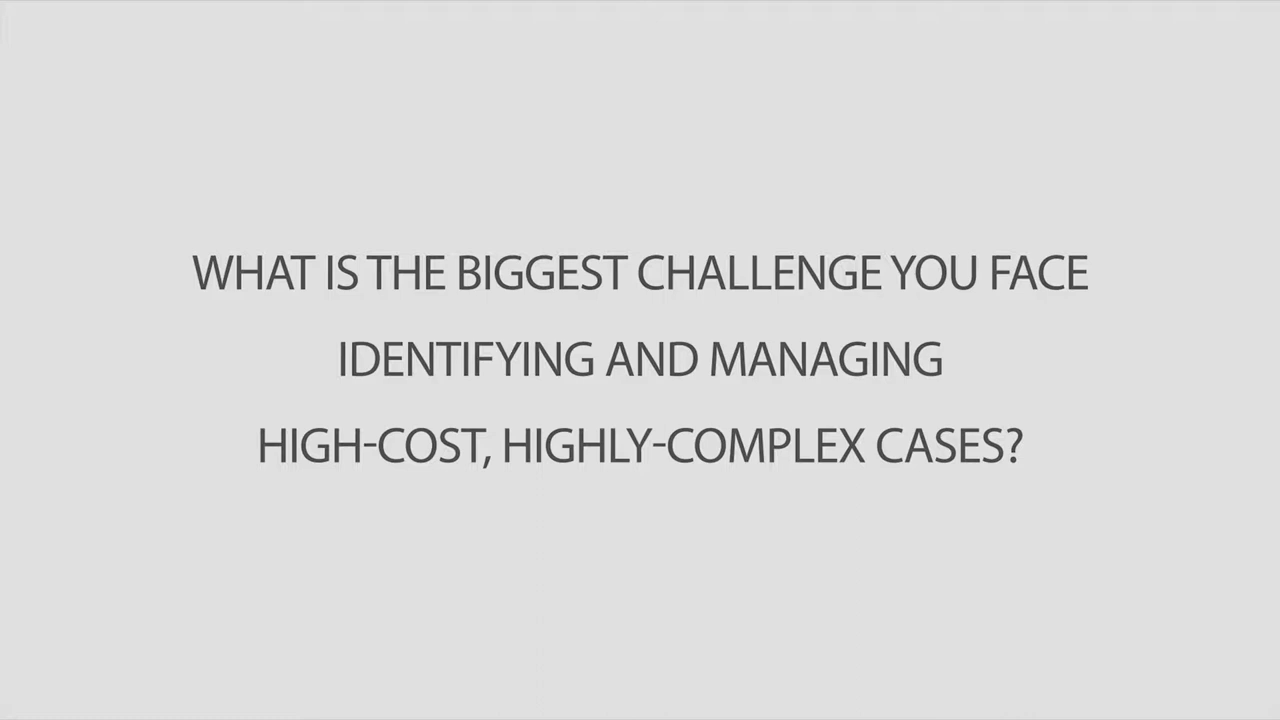 WHAT IS THE BIGGEST CHALLENGE YOU FACE
IDENTIFYING AND MANAGING
HIGH-COST, HIGHLY-COMPLEX CASES?